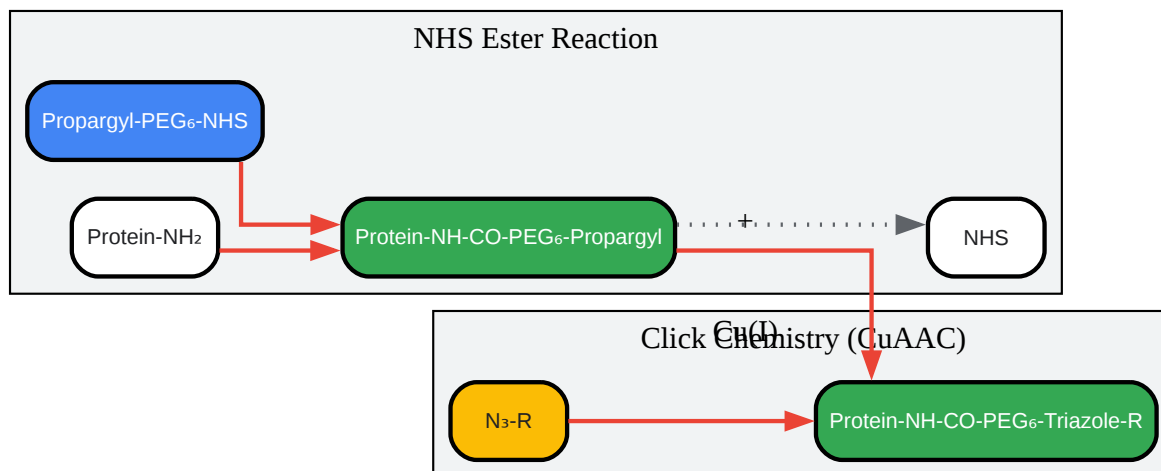 NHS Ester Reaction
Propargyl-PEG₆-NHS
Protein-NH₂
Protein-NH-CO-PEG₆-Propargyl
+
NHS
Cu(I)
Click Chemistry (CuAAC)
N₃-R
Protein-NH-CO-PEG₆-Triazole-R